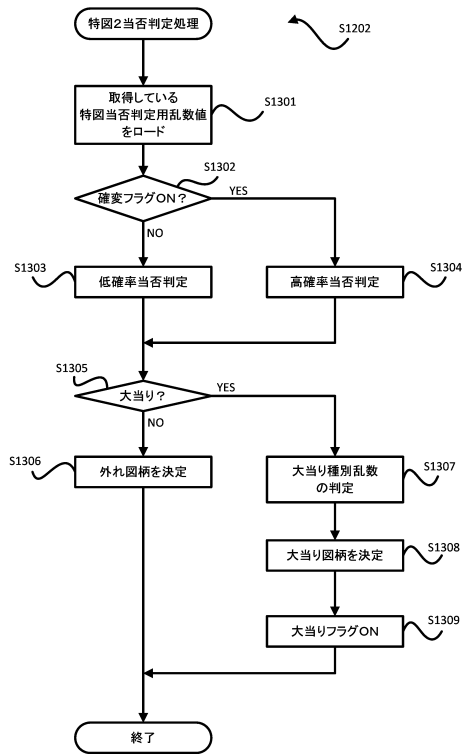 特図２当否判定処理
S1202
取得している
特図当否判定用乱数値
をロード
S1301
確変フラグＯＮ？
S1302
YES
NO
S1303
低確率当否判定
高確率当否判定
S1304
S1305
大当り？
YES
NO
S1306
外れ図柄を決定
大当り種別乱数
の判定
S1307
大当り図柄を決定
S1308
大当りフラグＯＮ
S1309
終了